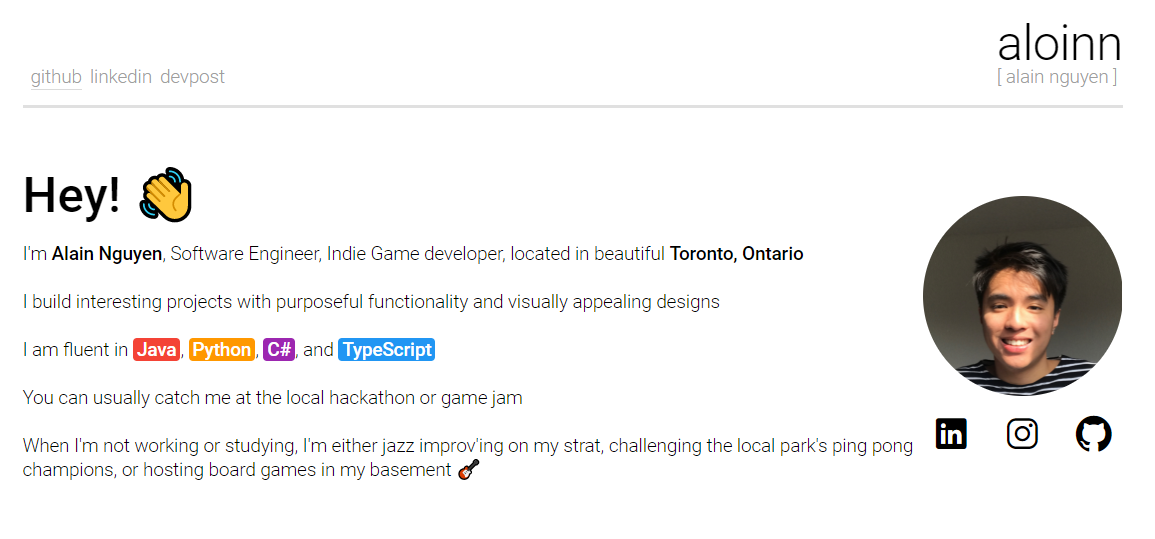 aloinn
github linkedin devpost
[ alain nguyen ]
Hey! 👋
I'm Alain Nguyen, Software Engineer, Indie Game developer, located in beautiful Toronto, Ontario
I build interesting projects with purposeful functionality and visually appealing designs
I am fluent in Java, Python, C#, and TypeScript
You can usually catch me at the local hackathon or game jam
When I'm not working or studying, I'm either jazz improv'ing on my strat, challenging the local park's ping pong
champions, or hosting board games in my basement 🎸
in